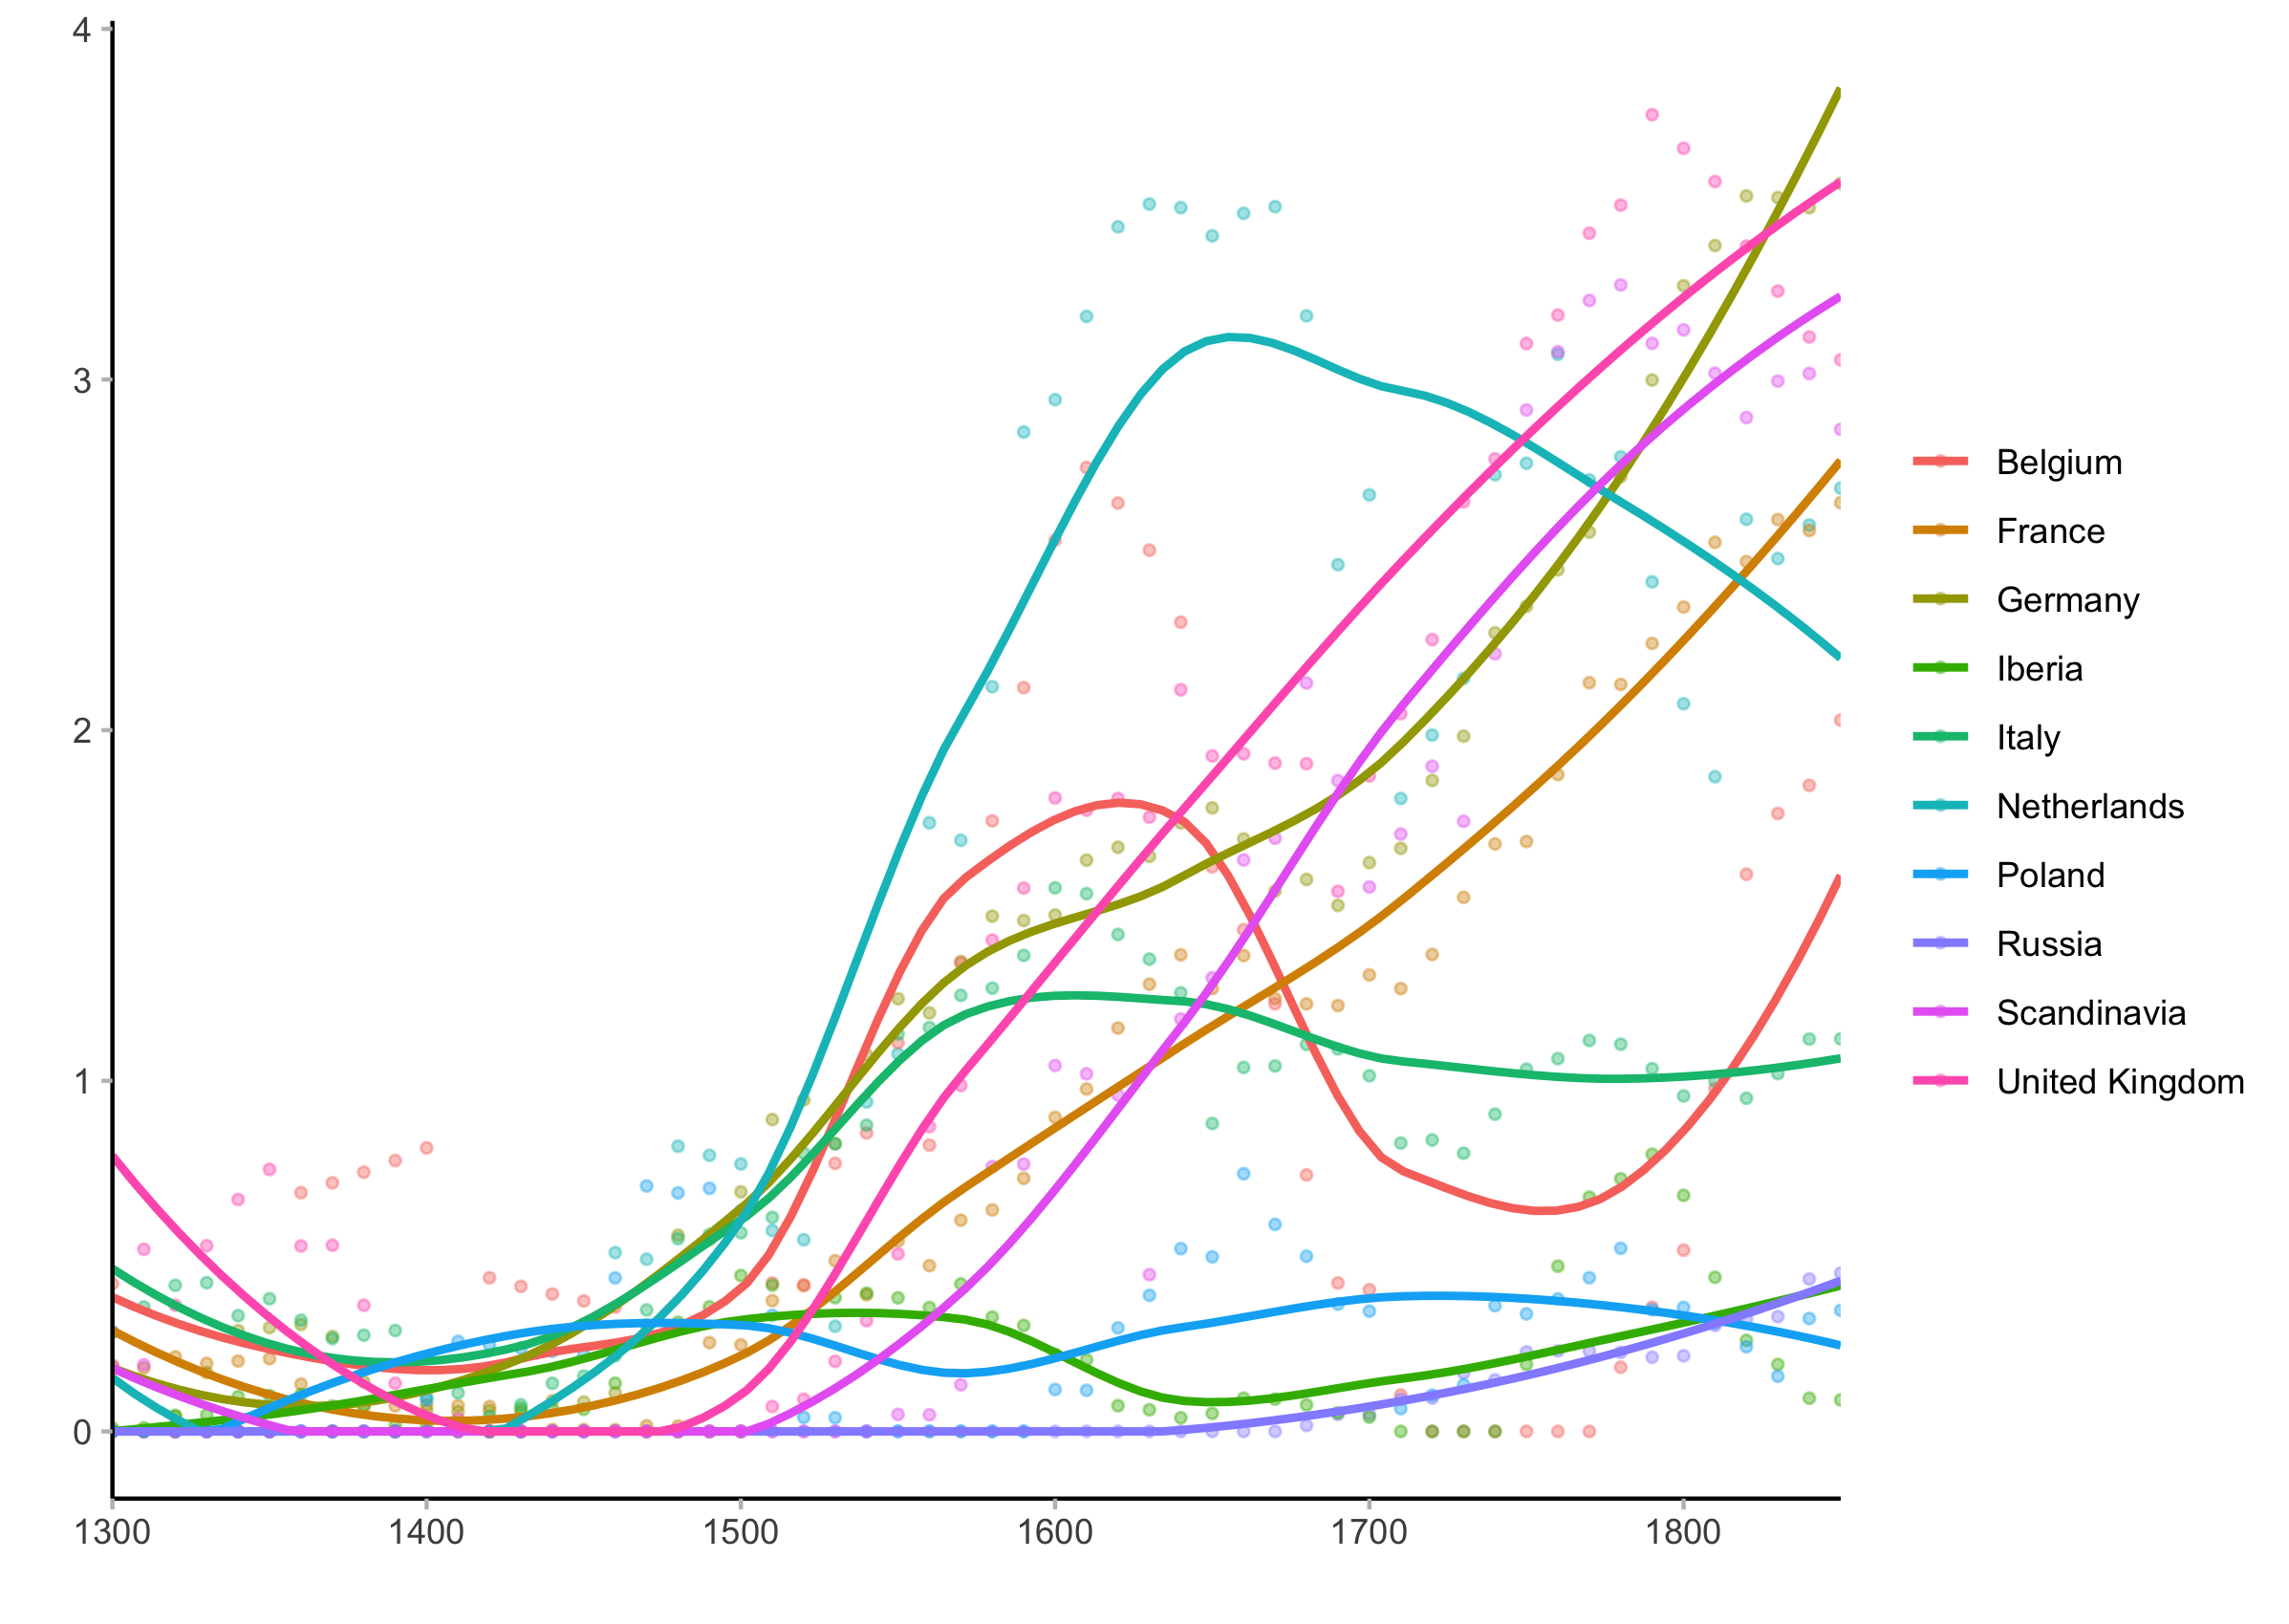 4
3
2
1
0
1300 1400 1500 1600 1700 1800
Belgium
France
Germany
Iberia
Italy
Netherlands
Poland
Russia
Scandinavia
United Kingdom